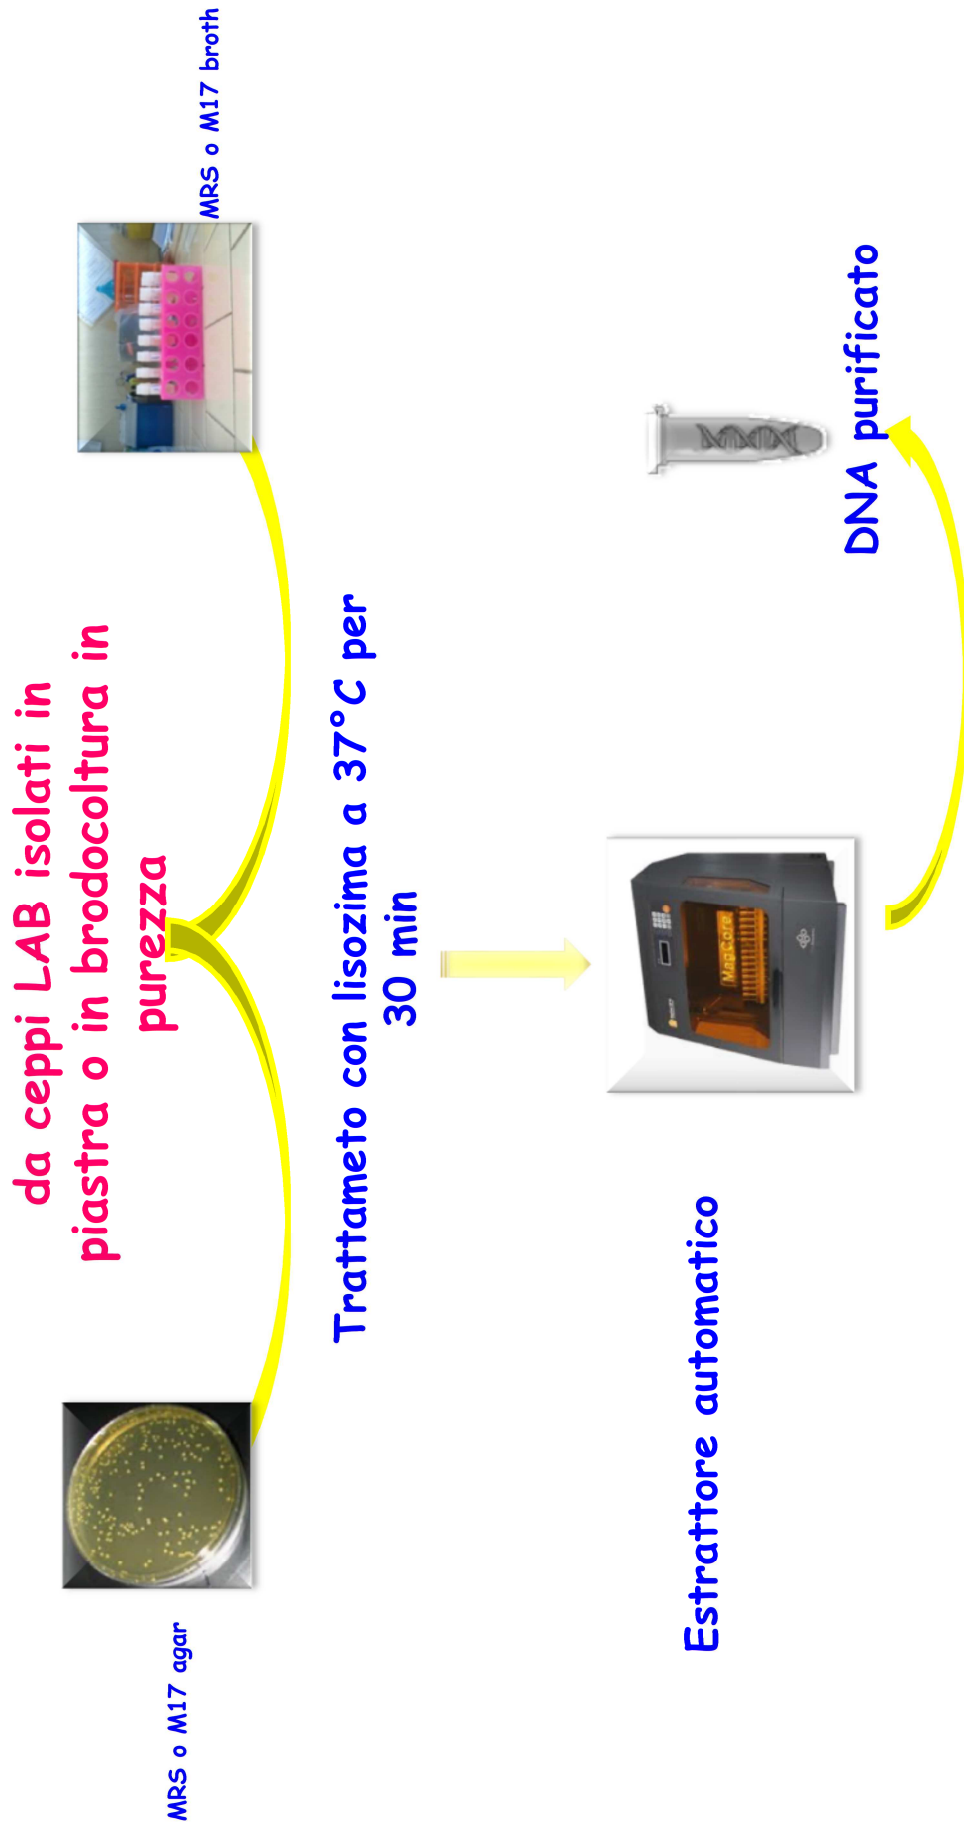 da ceppi LAB isolati in
piastra o in brodocoltura in
purezza
MRS o M17 agar
MRS o M17 broth
Trattameto con lisozima a 37°C per
30 min
Estrattore automatico
MagCore
DNA purificato